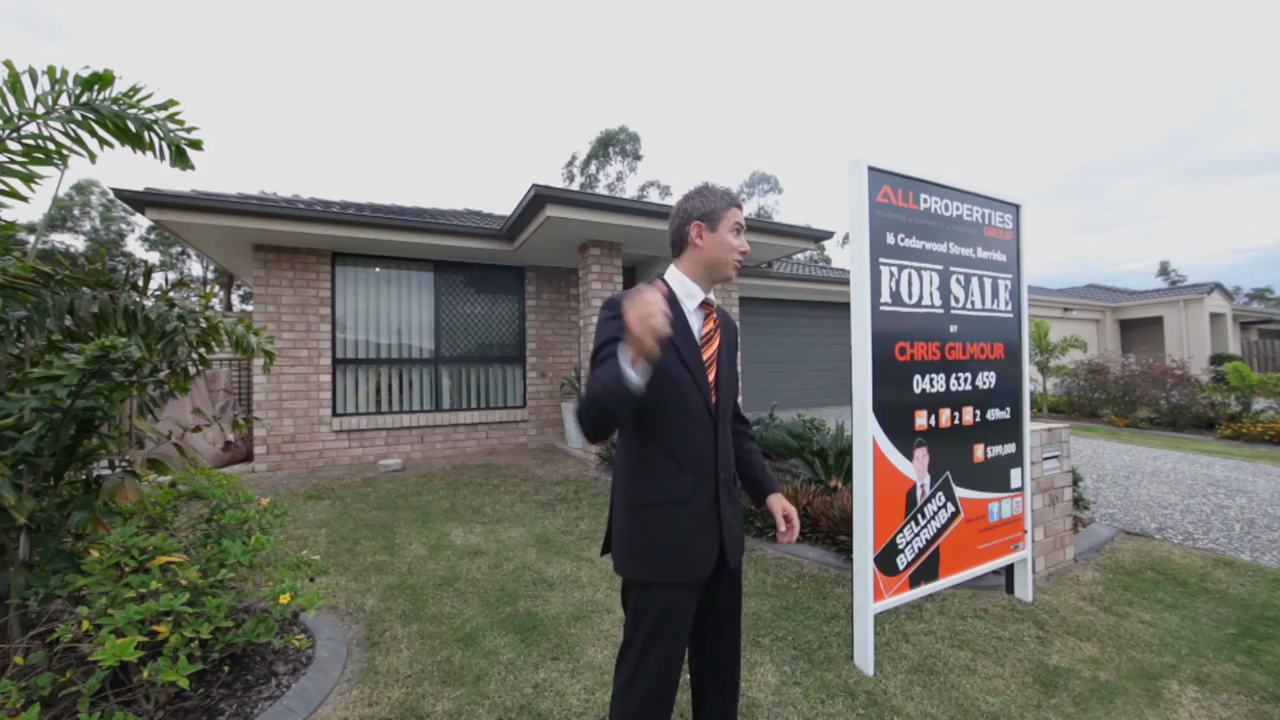 ALLPROPERTIES
GROUP
16 Cedarwood Street, Berrinba
FOR SALE
BY
CHRIS GILMOUR
0438 632 459
4 2 2 459m2
$399,000
SELLING
BERRINBA